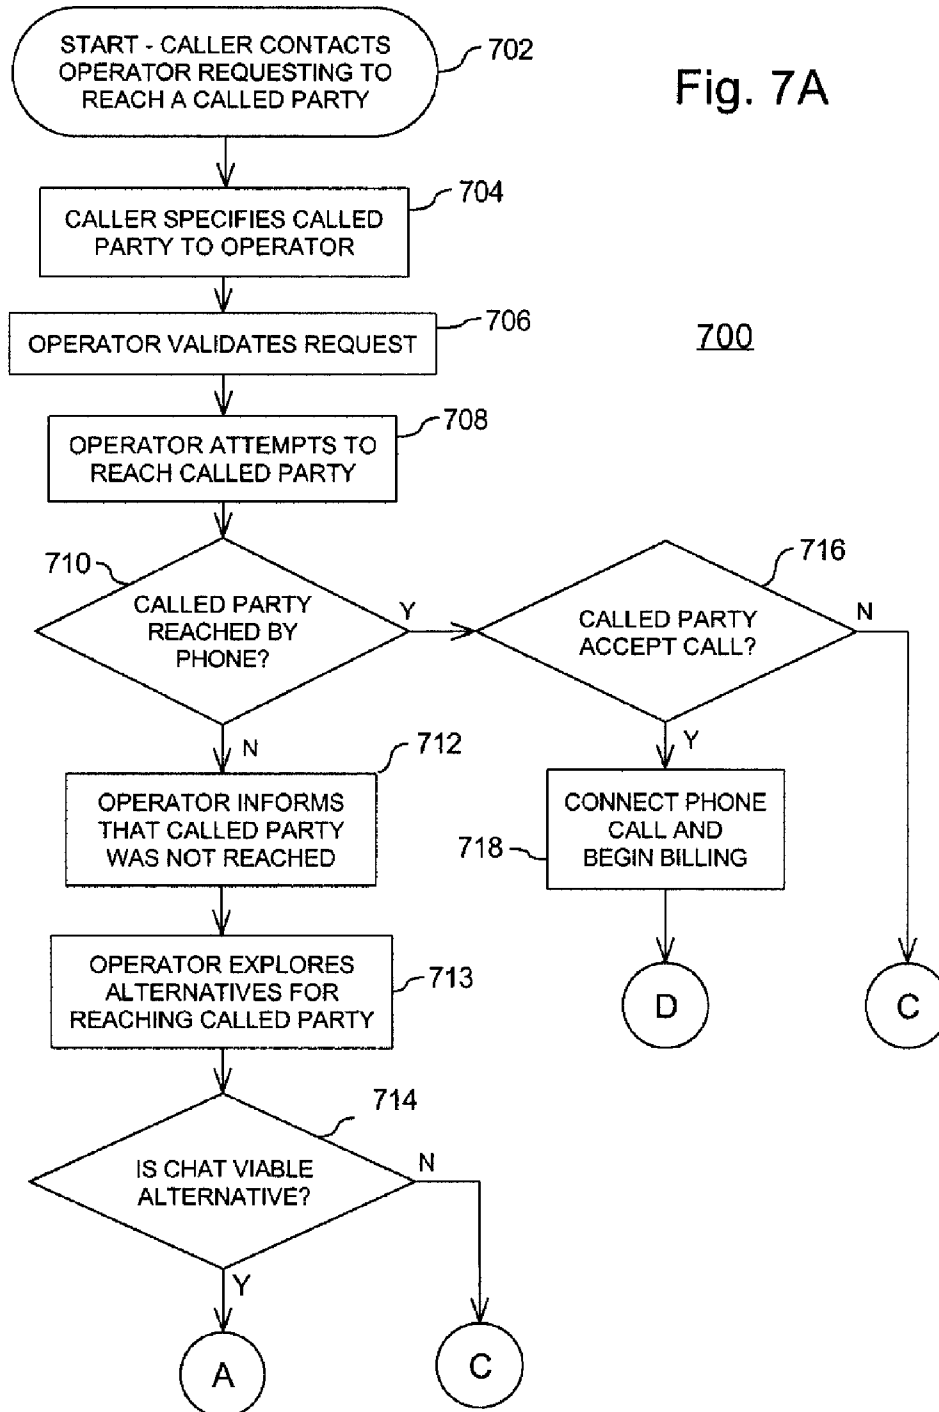 START - CALLER CONTACTS
OPERATOR REQUESTING TO
REACH A CALLED PARTY
702
Fig. 7A
704
CALLER SPECIFIES CALLED
PARTY TO OPERATOR
706
OPERATOR VALIDATES REQUEST
700
708
OPERATOR ATTEMPTS TO
REACH CALLED PARTY
710
CALLED PARTY
REACHED BY
PHONE?
Y
716
CALLED PARTY
ACCEPT CALL?
N
N
712
OPERATOR INFORMS
THAT CALLED PARTY
WAS NOT REACHED
Y
CONNECT PHONE
CALL AND
BEGIN BILLING
718
OPERATOR EXPLORES
ALTERNATIVES FOR
REACHING CALLED PARTY
713
D
C
714
IS CHAT VIABLE
ALTERNATIVE?
N
Y
A
C